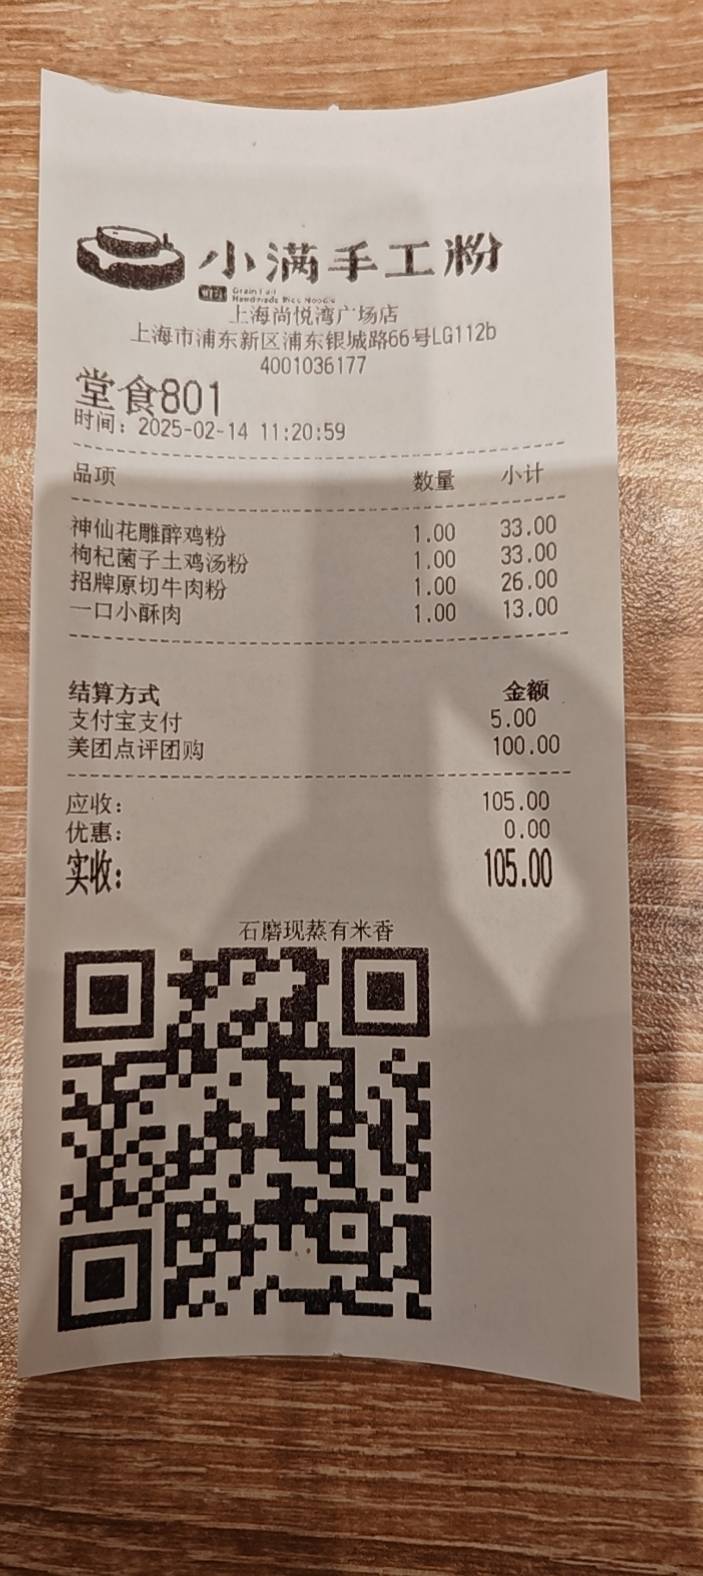 小满手工粉
Grain Full
Handmade Rice Noodle
上海尚悦湾广场店
上海市浦东新区浦东银城路66号LG112b
4001036177
堂食801
时间：2025-02-14 11:20:59
品项 数量 小计
神仙花雕醉鸡粉 1.00 33.00
枸杞菌子土鸡汤粉 1.00 33.00
招牌原切牛肉粉 1.00 26.00
一口小酥肉 1.00 13.00
结算方式 金额
支付宝支付 5.00
美团点评团购 100.00
应收： 105.00
优惠： 0.00
实收： 105.00
石磨现蒸有米香